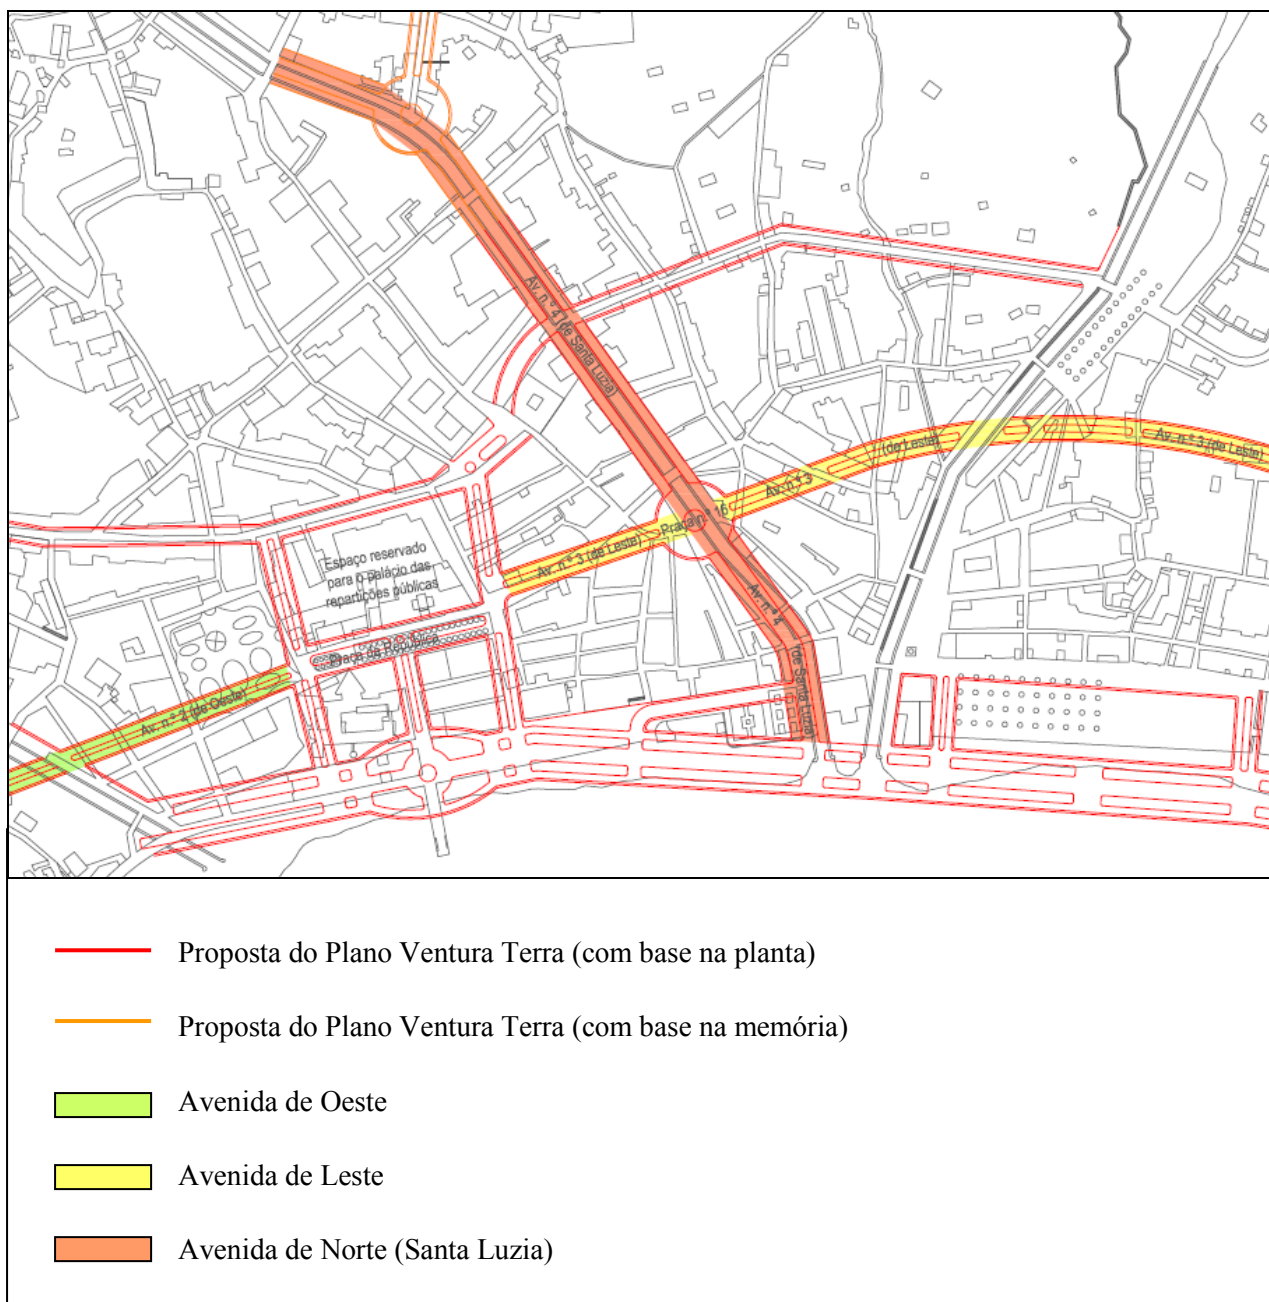 Av. n.º 4 (de Santa Luzia)
(de Leste)
Av. n.º 3 (de Leste)
Av. n.º 3
Praça n.º 16
Av. n.º 3 (de Leste)
Espaço reservado
para o palácio das
repartições públicas
Av. n.º 4
(de Santa Luzia)
Praça da República
Av. n.º 2 (de Oeste)
Proposta do Plano Ventura Terra (com base na planta)
Proposta do Plano Ventura Terra (com base na memória)
Avenida de Oeste
Avenida de Leste
Avenida de Norte (Santa Luzia)